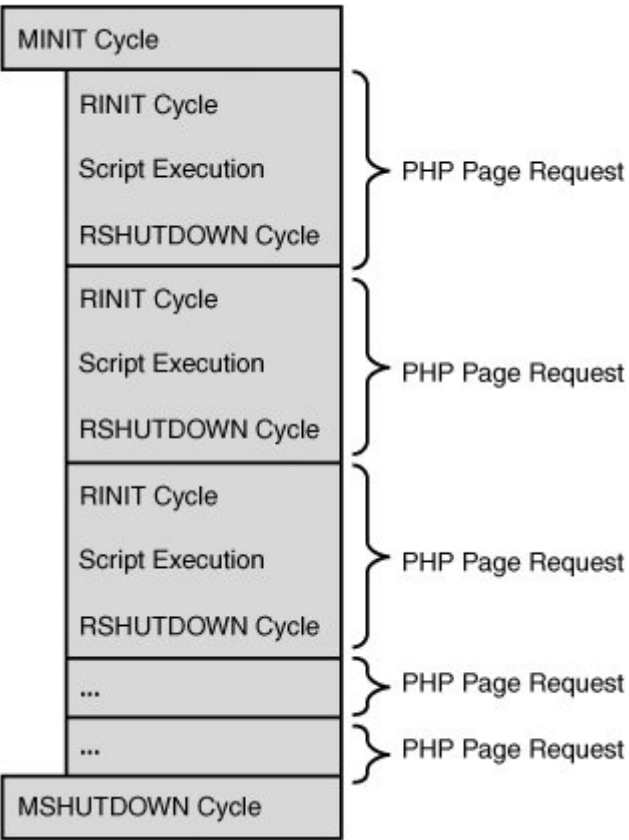 MINIT Cycle
RINIT Cycle
Script Execution
RSHUTDOWN Cycle
PHP Page Request
RINIT Cycle
Script Execution
RSHUTDOWN Cycle
PHP Page Request
RINIT Cycle
Script Execution
RSHUTDOWN Cycle
PHP Page Request
...
PHP Page Request
...
PHP Page Request
MSHUTDOWN Cycle